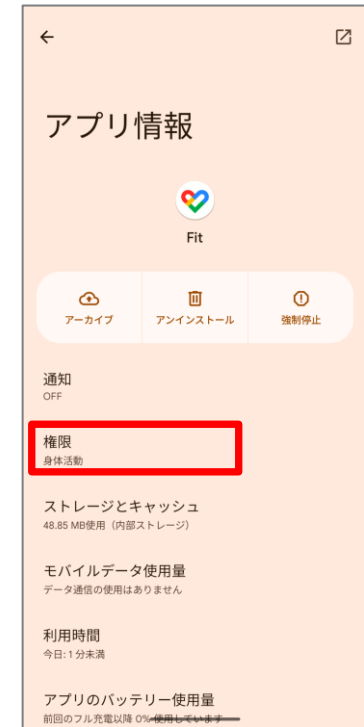 アプリ情報
Fit
アーカイブ
アンインストール
強制停止
通知
OFF
権限
身体活動
ストレージとキャッシュ
48.85 MB使用（内部ストレージ）
モバイルデータ使用量
データ通信の使用はありません
利用時間
今日: 1 分未満
アプリのバッテリー使用量
前回のフル充電以降 0% 使用しています